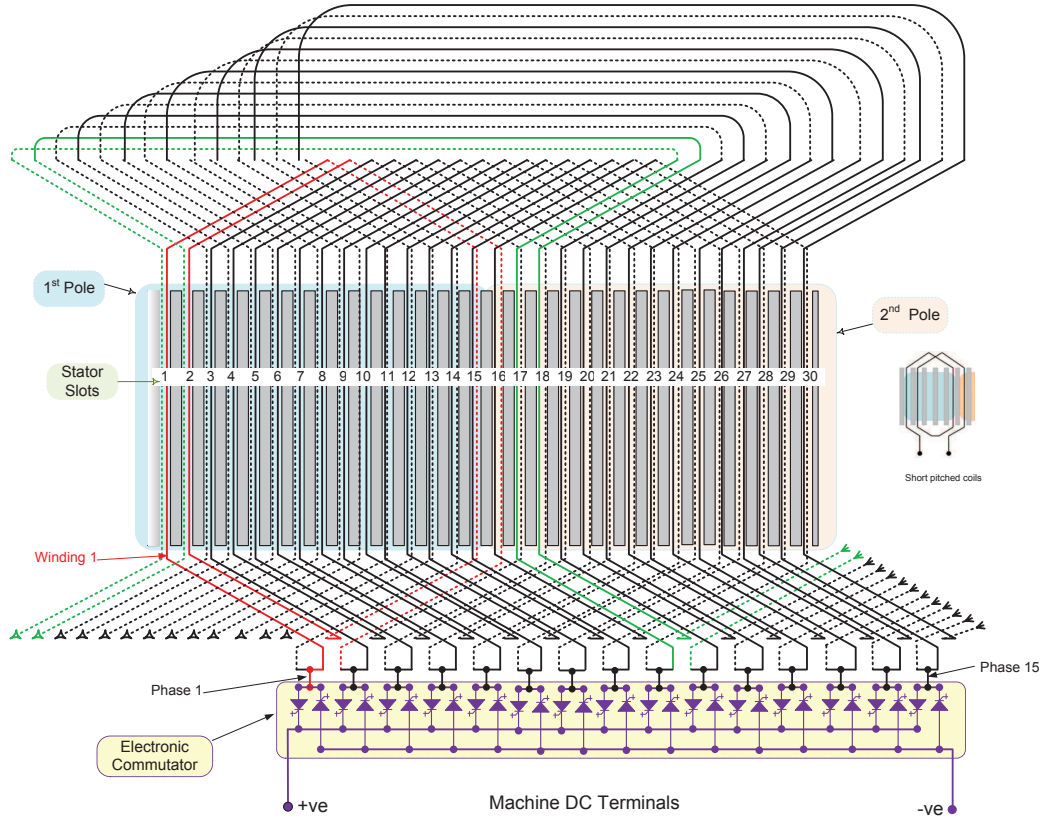 1st Pole
2nd Pole
Stator
Slots
1 2 3 4 5 6 7 8 9 10 11 12 13 14 15 16 17 18 19 20 21 22 23 24 25 26 27 28 29 30
Short pitched coils
Winding 1
Phase 1
Phase 15
Electronic
Commutator
+ve
Machine DC Terminals
-ve